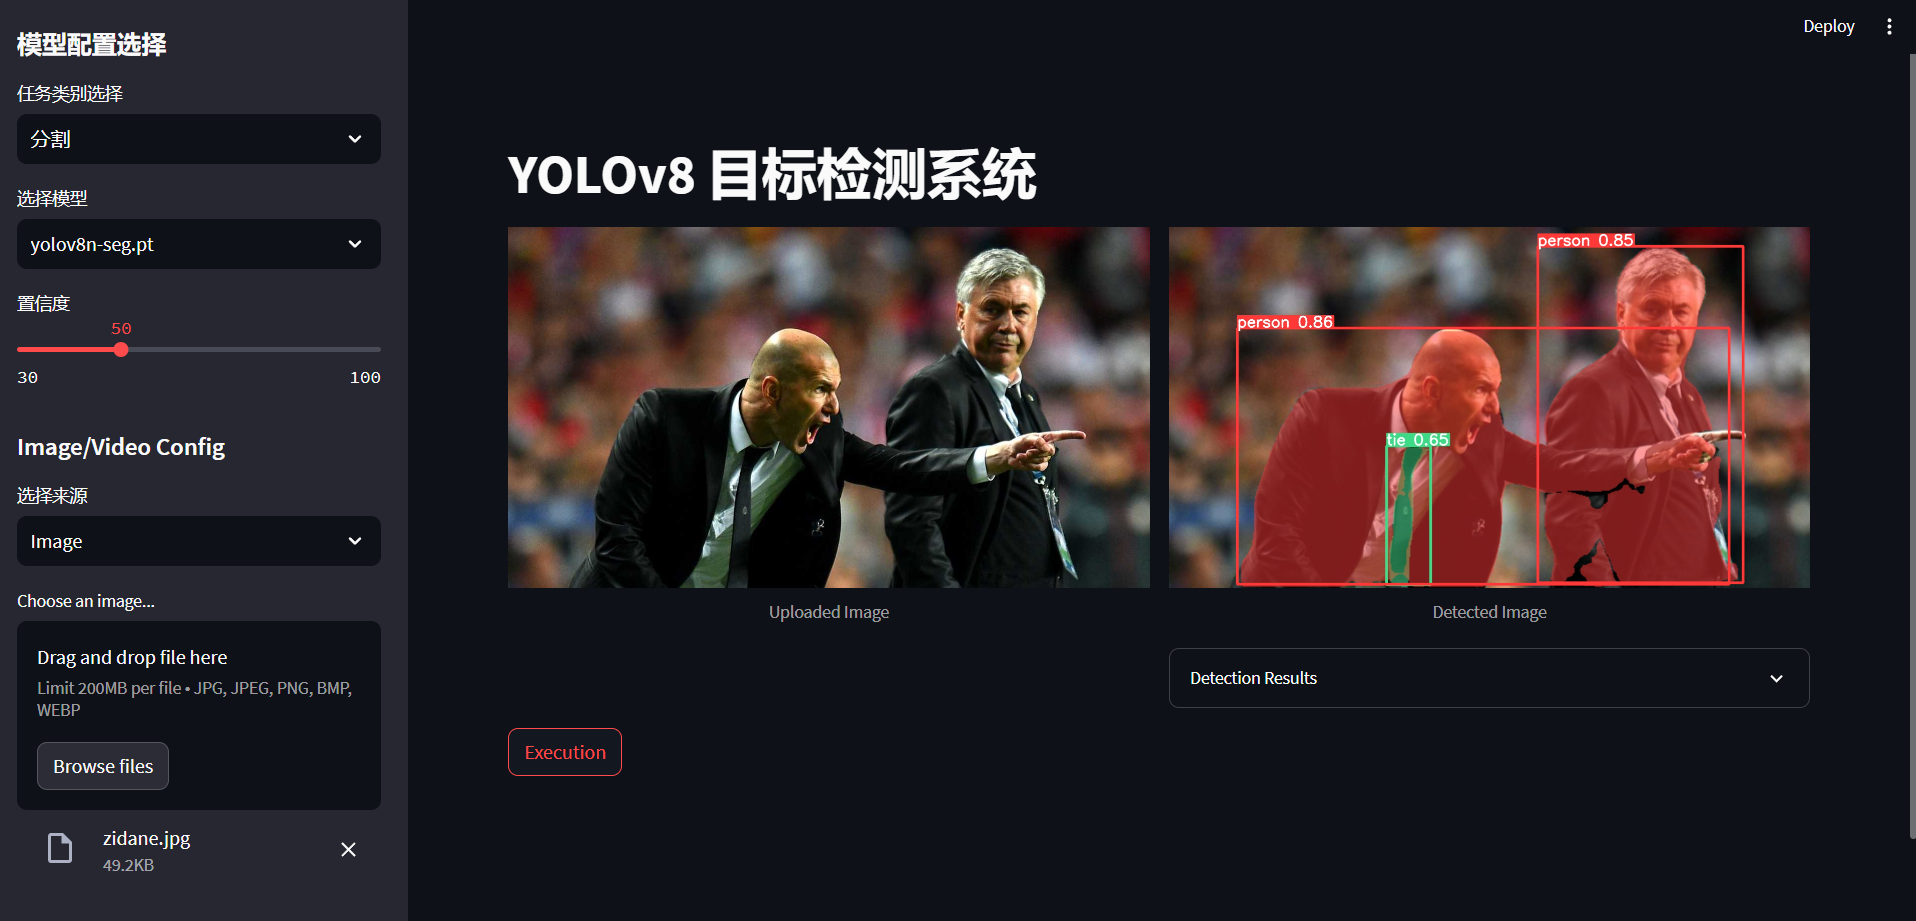 模型配置选择
任务类别选择
分割
选择模型
yolov8n-seg.pt
置信度
50
30
100
Image/Video Config
选择来源
Image
Choose an image...
Drag and drop file here
Limit 200MB per file • JPG, JPEG, PNG, BMP,
WEBP
Browse files
zidane.jpg
49.2KB
Deploy
YOLOv8 目标检测系统
person 0.85
person 0.86
tie 0.65
Uploaded Image
Detected Image
Detection Results
Execution